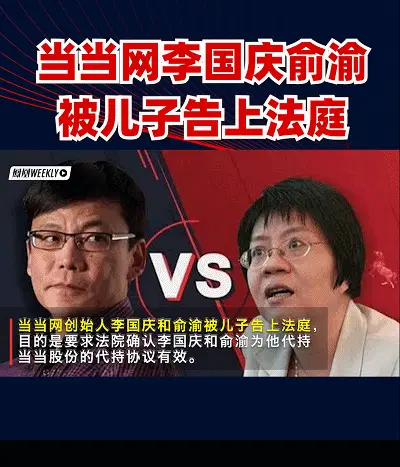 当当网李国庆俞渝
被儿子告上法庭
WEEKLY
VS
当当网创始人李国庆和俞渝被儿子告上法庭,
目的是要求法院确认李国庆和俞渝为他代持
当当股份的代持协议有效。